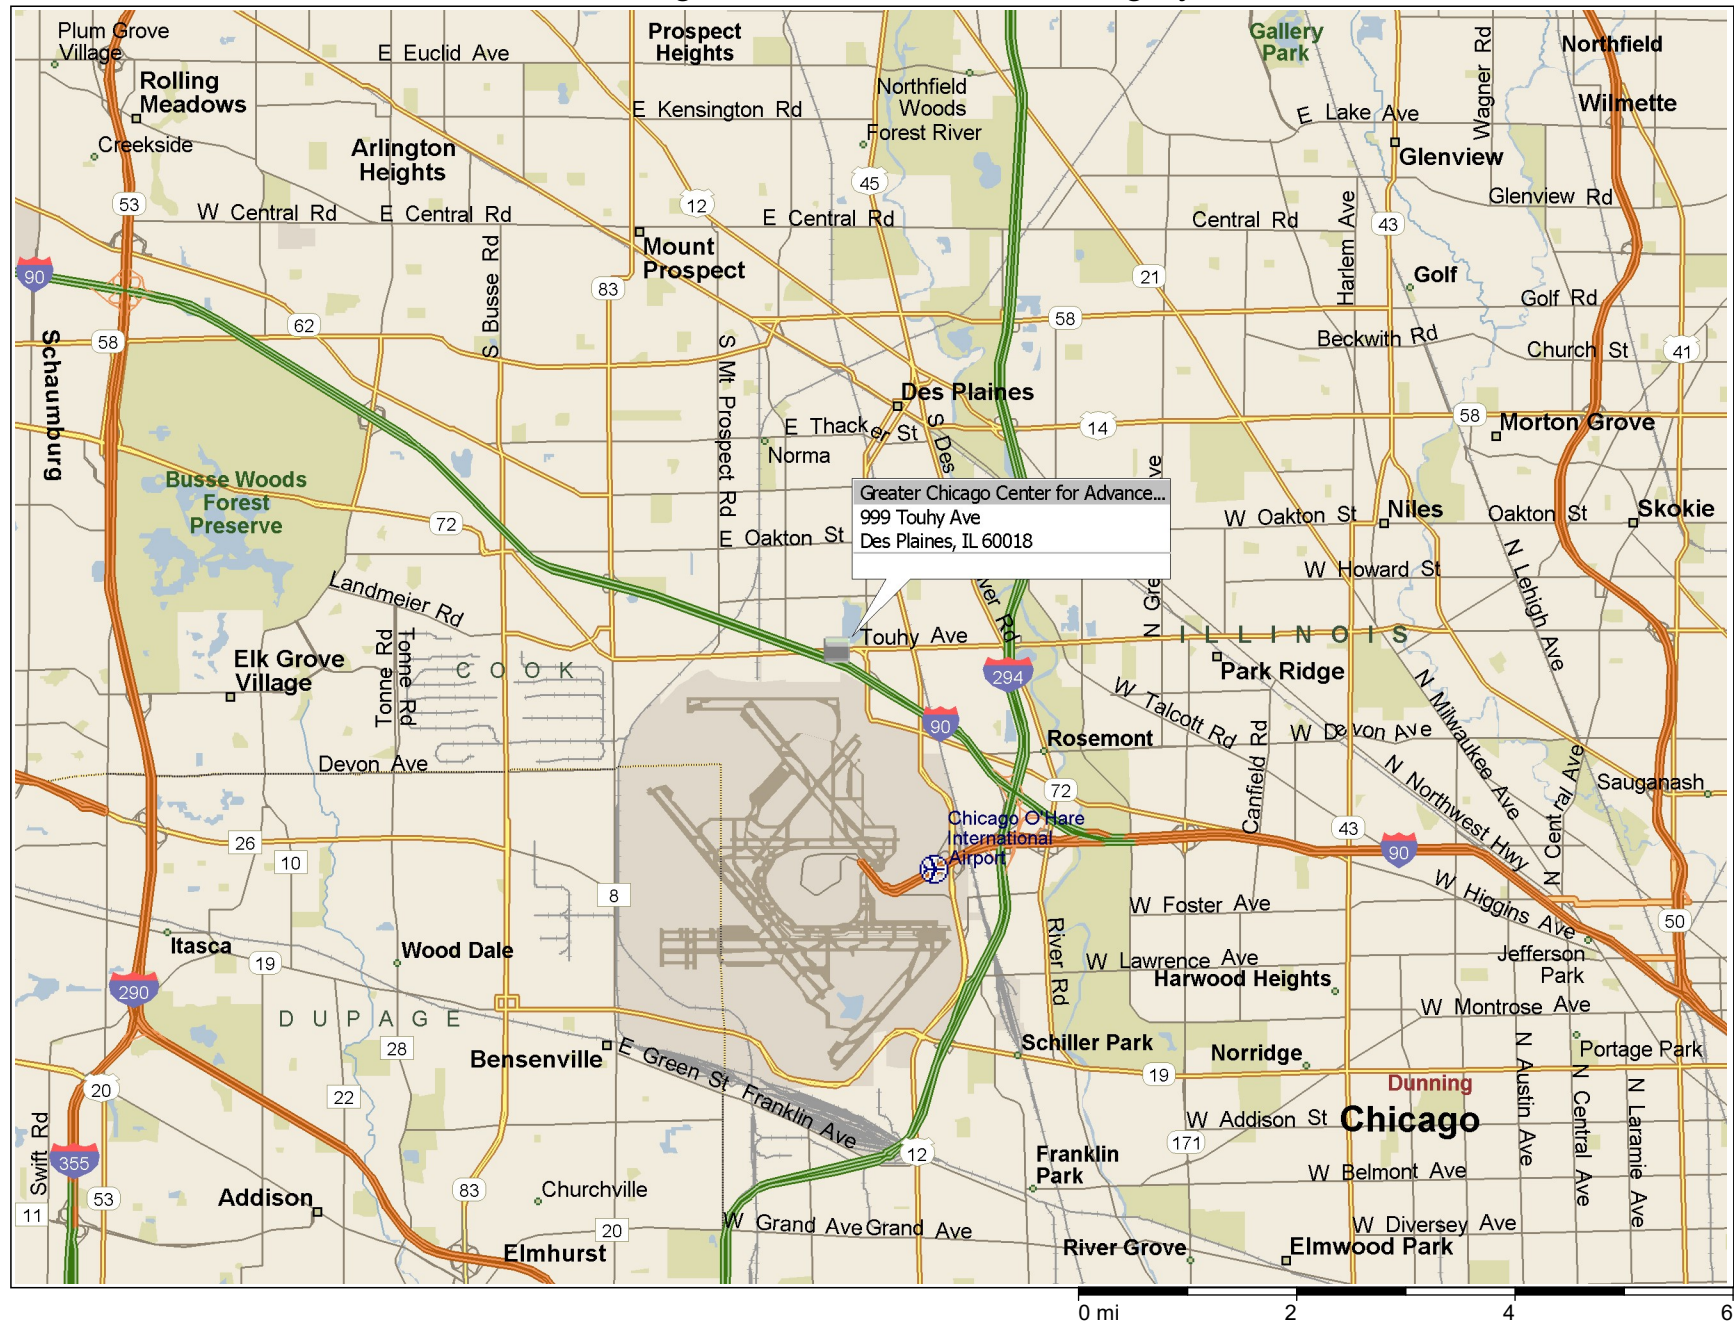 Plum Grove
Village
E Euclid Ave
Prospect
Heights
Gallery
Park
Wagner Rd
Northfield
Rolling
Meadows
Northfield
Woods
E Kensington Rd
E Lake Ave
Wilmette
Creekside
Forest River
Arlington
Heights
Glenview
45
53
12
Glenview Rd
W Central Rd
E Central Rd
E Central Rd
Central Rd
Harlem Ave
43
Mount
Prospect
S Busse Rd
90
83
21
Golf
Golf Rd
62
58
58
Beckwith Rd
Church St
41
Schaumburg
S Mt Prospect Rd
Des Plaines
58
14
Morton Grove
E Thacker St
S Des
Norma
Busse Woods
Forest
Preserve
Greater Chicago Center for Advance...
999 Touhy Ave
Des Plaines, IL 60018
72
E Oakton St
W Oakton St
Niles
Oakton St
Skokie
W Howard St
N Lehigh Ave
Landmeier Rd
Tonne Rd
Tonne Rd
Touhy Ave
ILLINOIS
Elk Grove
Village
COOK
294
Park Ridge
W Talcott Rd
N Milwaukee Ave
90
Rosemont
Canfield Rd
W Devon Ave
Devon Ave
N Northwest Hwy
N Central Ave
Sauganash
72
Chicago O'Hare
International
Airport
43
26
10
90
8
W Higgins Ave
W Foster Ave
50
River Rd
Itasca
Wood Dale
19
W Lawrence Ave
Jefferson
Park
Harwood Heights
290
W Montrose Ave
DUPAGE
28
Bensenville
E Green St
Franklin Ave
Schiller Park
Norridge
Portage Park
19
N Austin Ave
N Central Ave
N Laramie Ave
20
22
Dunning
Chicago
W Addison St
171
Swift Rd
355
12
Franklin
Park
W Belmont Ave
53
11
Addison
83
Churchville
20
W Grand Ave
Grand Ave
W Diversey Ave
Elmhurst
River Grove
Elmwood Park
0 mi
2
4
6